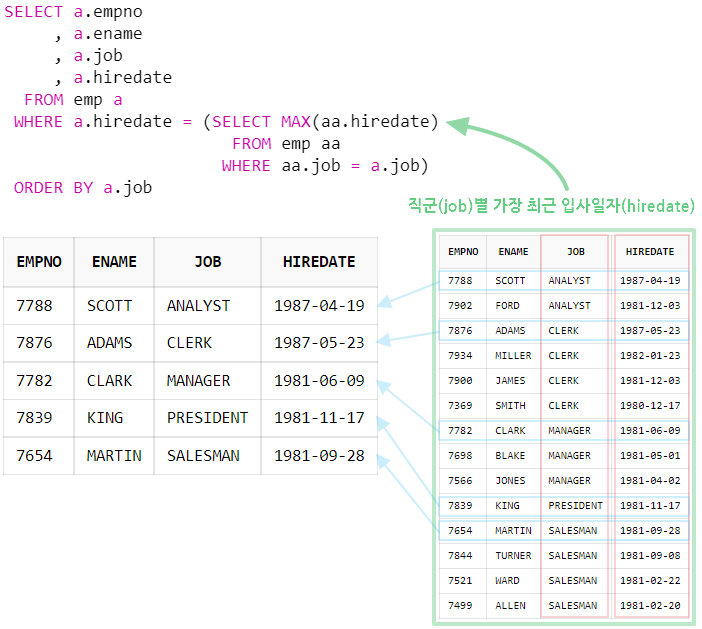 SELECT a.empno
, a.ename
, a.job
, a.hiredate
FROM emp a
WHERE a.hiredate = (SELECT MAX(aa.hiredate)
FROM emp aa
WHERE aa.job = a.job)
ORDER BY a.job
직군(job)별 가장 최근 입사일자(hiredate)
EMPNO ENAME JOB HIREDATE
7788 SCOTT ANALYST 1987-04-19
7876 ADAMS CLERK 1987-05-23
7782 CLARK MANAGER 1981-06-09
7839 KING PRESIDENT 1981-11-17
7654 MARTIN SALESMAN 1981-09-28
EMPNO ENAME JOB HIREDATE
7788 SCOTT ANALYST 1987-04-19
7902 FORD ANALYST 1981-12-03
7876 ADAMS CLERK 1987-05-23
7934 MILLER CLERK 1982-01-23
7900 JAMES CLERK 1981-12-03
7369 SMITH CLERK 1980-12-17
7782 CLARK MANAGER 1981-06-09
7698 BLAKE MANAGER 1981-05-01
7566 JONES MANAGER 1981-04-02
7839 KING PRESIDENT 1981-11-17
7654 MARTIN SALESMAN 1981-09-28
7844 TURNER SALESMAN 1981-09-08
7521 WARD SALESMAN 1981-02-22
7499 ALLEN SALESMAN 1981-02-20